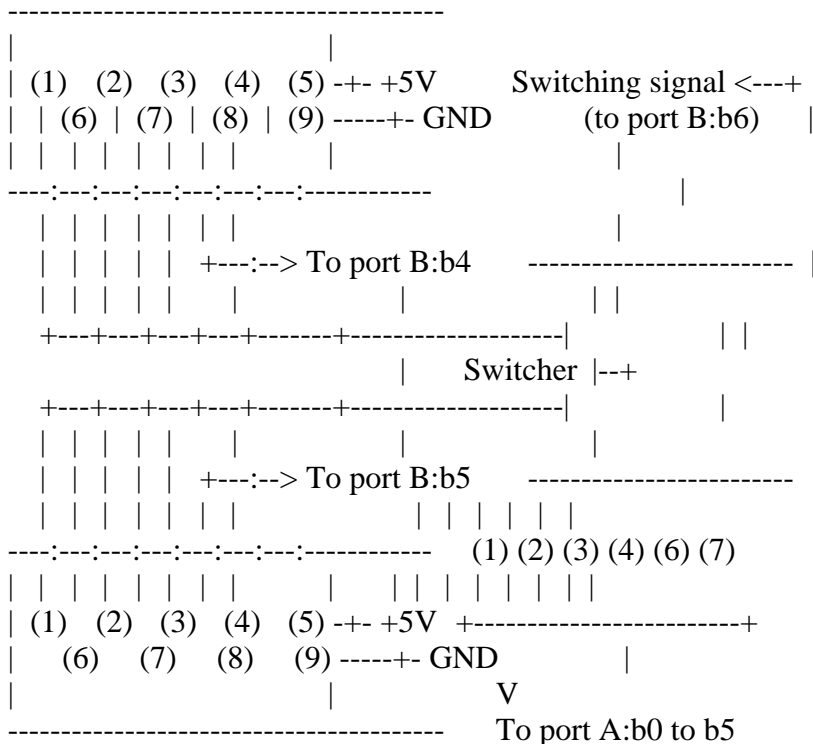 -----------------------------------------
|                              |
| (1) (2) (3) (4) (5) -+- +5V Switching signal <---+
| | (6) | (7) | (8) | (9) -----+- GND (to port B:b6) |
| | | | | | | | | |
----:---:---:---:---:---:---:------------ |
| | | | | | | |
| | | | | +---:--> To port B:b4 ------------------------- |
| | | | | | | | |
+---+---+---+---+-------+--------------------| | |
| Switcher |--+
+---+---+---+---+-------+--------------------| |
| | | | | | | |
| | | | | +---:--> To port B:b5 -------------------------
| | | | | | | | | | | | |
----:---:---:---:---:---:---:------------ (1) (2) (3) (4) (6) (7)
| | | | | | | | | | | | | | | | |
| (1) (2) (3) (4) (5) -+- +5V +-------------------------+
| (6) (7) (8) (9) -----+- GND |
| | V
----------------------------------------- To port A:b0 to b5